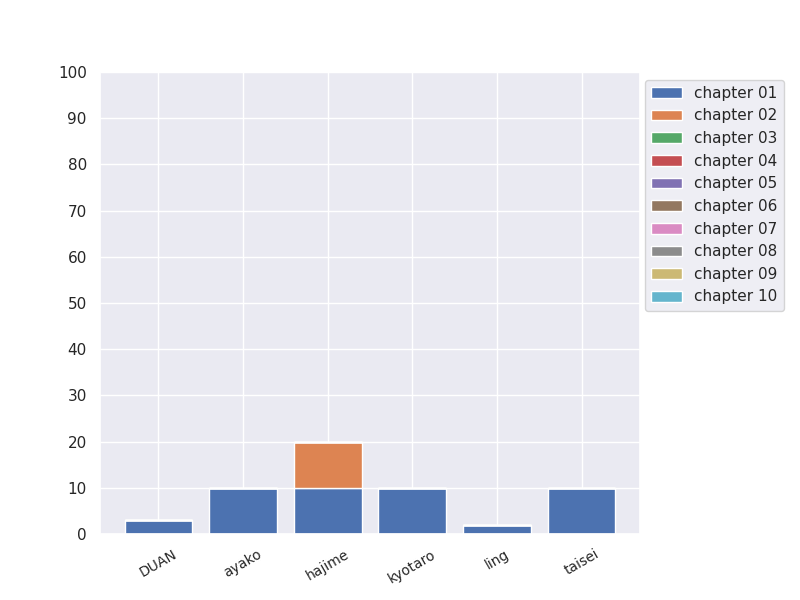 100
90
80
70
60
50
40
30
20
10
0
DUAN
ayako
hajime
kyotaro
ling
taisei
chapter 01
chapter 02
chapter 03
chapter 04
chapter 05
chapter 06
chapter 07
chapter 08
chapter 09
chapter 10